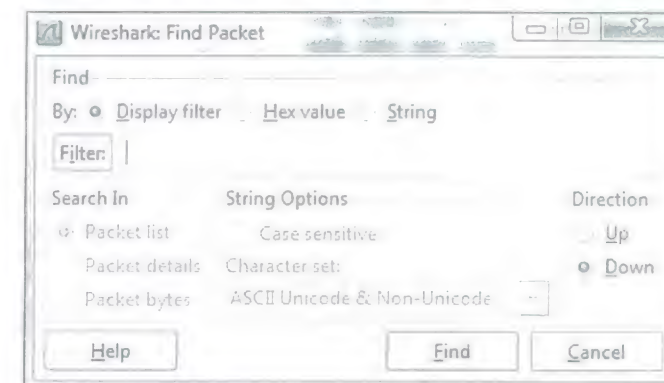 Wireshark: Find Packet
Find
By: Display filter Hex value String
Filter:
Search In String Options Direction
Packet list Case sensitive Up
Packet details Character set: Down
Packet bytes ASCII Unicode & Non-Unicode
Help Find Cancel